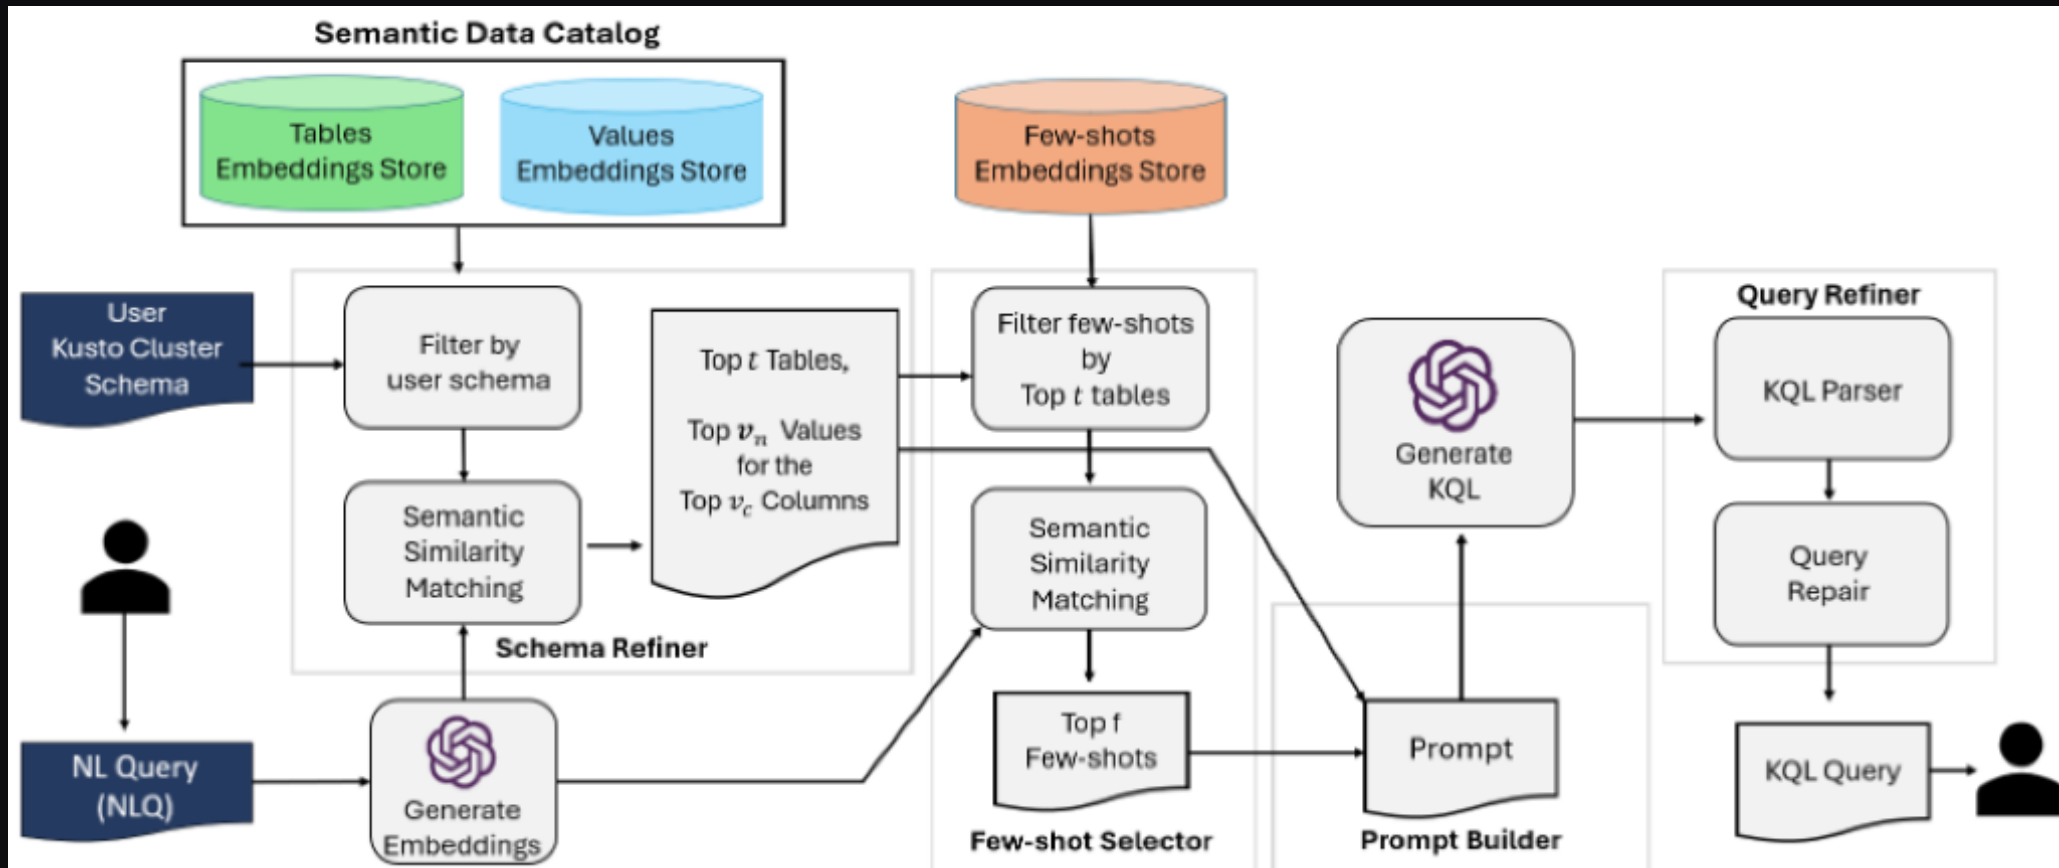 Semantic Data Catalog
Tables
Embeddings Store
Values
Embeddings Store
Few-shots
Embeddings Store
User
Kusto Cluster
Schema
Filter by
user schema
Semantic
Similarity
Matching
Top t Tables,
Top vₙ Values
for the
Top v꜀ Columns
Schema Refiner
Filter few-shots
by
Top t tables
Semantic
Similarity
Matching
Top f
Few-shots
Few-shot Selector
NL Query
(NLQ)
Generate
Embeddings
Prompt
Prompt Builder
Generate
KQL
Query Refiner
KQL Parser
Query
Repair
KQL Query